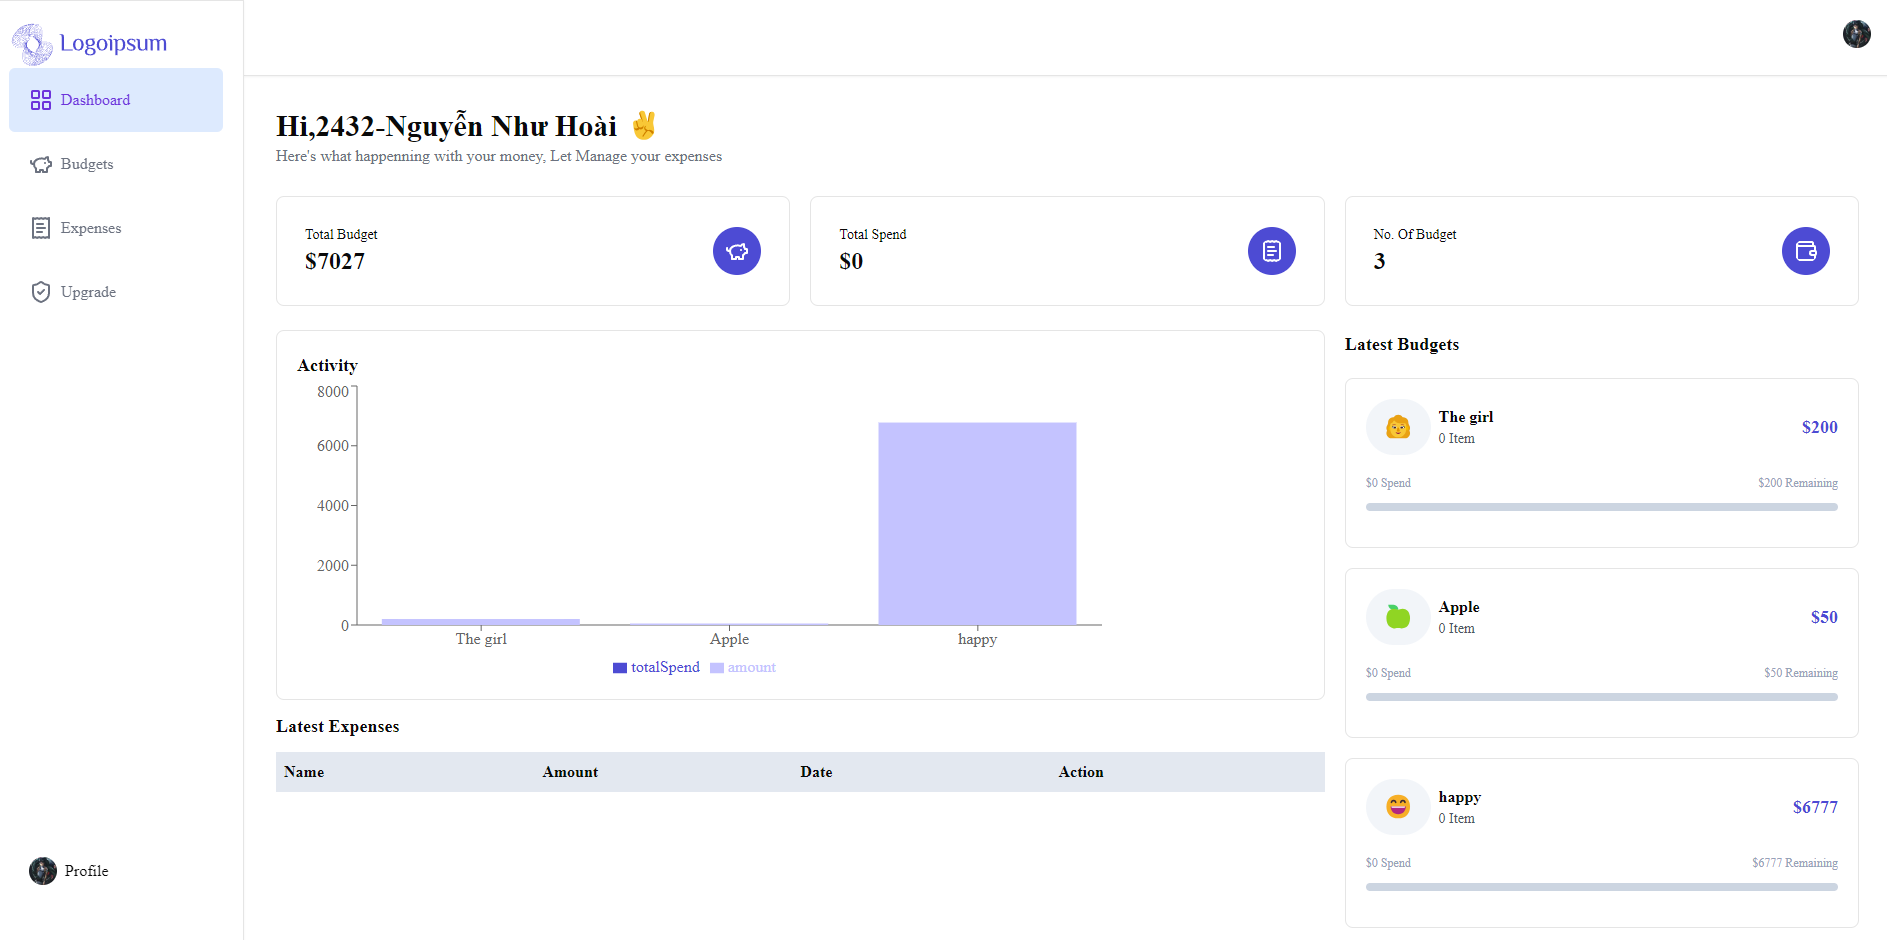 Logoipsum
Dashboard
Budgets
Expenses
Upgrade
Profile
Hi,2432-Nguyễn Như Hoài ✌️
Here's what happenning with your money, Let Manage your expenses
Total Budget
$7027
Total Spend
$0
No. Of Budget
3
Activity
8000
6000
4000
2000
0
The girl
Apple
happy
totalSpend
amount
Latest Expenses
Name Amount Date Action
Latest Budgets
The girl
0 Item
$200
$0 Spend
$200 Remaining
Apple
0 Item
$50
$0 Spend
$50 Remaining
happy
0 Item
$6777
$0 Spend
$6777 Remaining